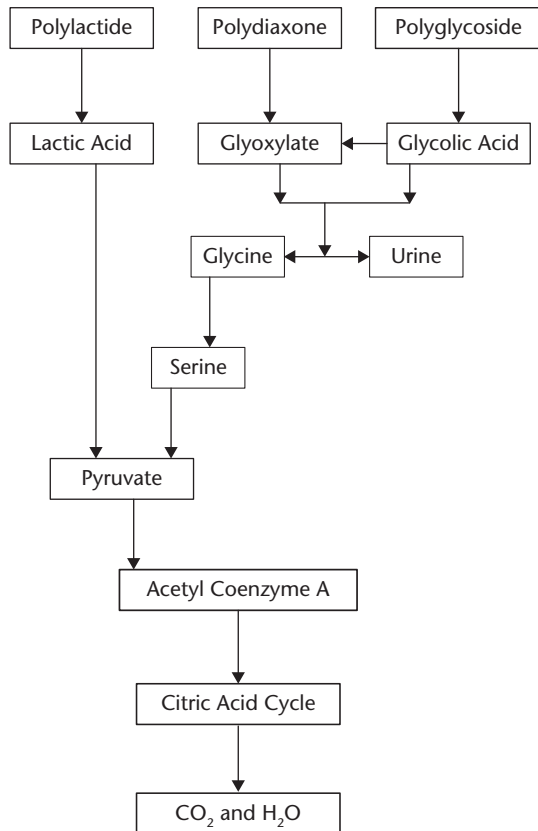 Polylactide
Polydiaxone
Polyglycoside
Lactic Acid
Glyoxylate
Glycolic Acid
Glycine
Urine
Serine
Pyruvate
Acetyl Coenzyme A
Citric Acid Cycle
CO₂ and H₂O